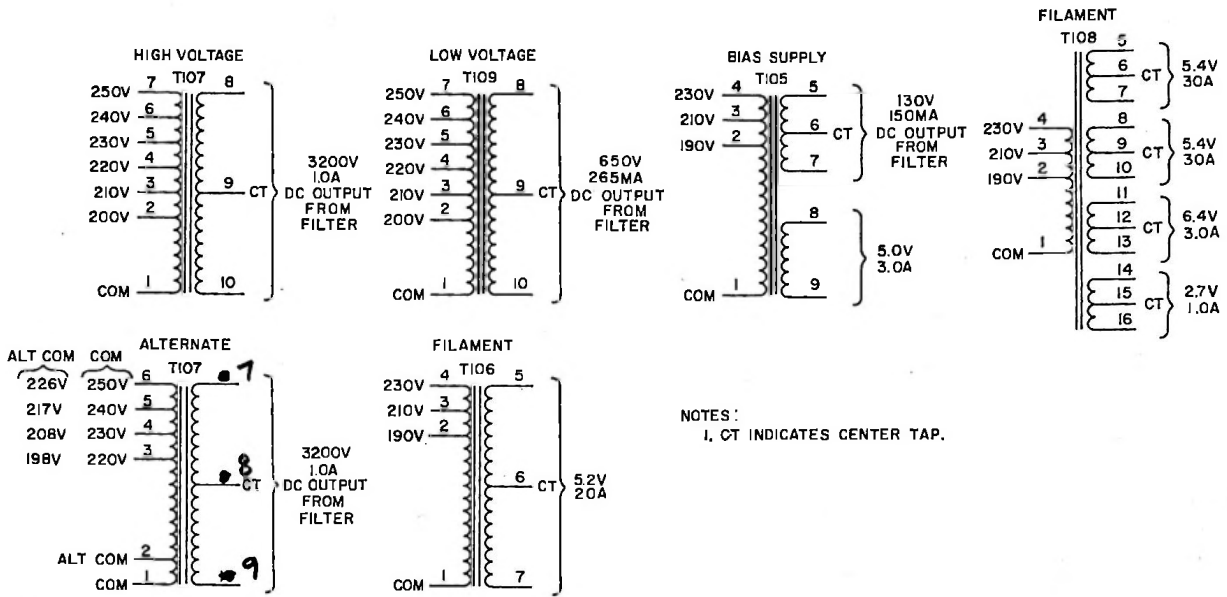 HIGH VOLTAGE
T107
7 8
250V
6
240V
5
230V
4
220V
3 9 CT
210V
2
200V
1 10
COM
3200V
1.0A
DC OUTPUT
FROM
FILTER
LOW VOLTAGE
T109
7 8
250V
6
240V
5
230V
4
220V
3 9 CT
210V
2
200V
1 10
COM
650V
265MA
DC OUTPUT
FROM
FILTER
BIAS SUPPLY
T105
4 5
230V
3
210V
6 CT
2
190V
7
8
1 9
COM
130V
150MA
DC OUTPUT
FROM
FILTER
5.0V
3.0A
FILAMENT
T108
5
6 CT
7
5.4V
30A
4 8
230V
3 9 CT
210V
2 10
190V
5.4V
30A
11
12 CT
1 13
COM
6.4V
3.0A
14
15 CT
16
2.7V
1.0A
ALTERNATE
T107
ALT COM COM
6 7
226V 250V
5
217V 240V
4
208V 230V
3 8
198V 220V
CT
2
ALT COM
1 9
COM
3200V
1.0A
DC OUTPUT
FROM
FILTER
FILAMENT
T106
4 5
230V
3
210V
2
190V
6 CT
1 7
COM
5.2V
20A
NOTES:
1. CT INDICATES CENTER TAP.